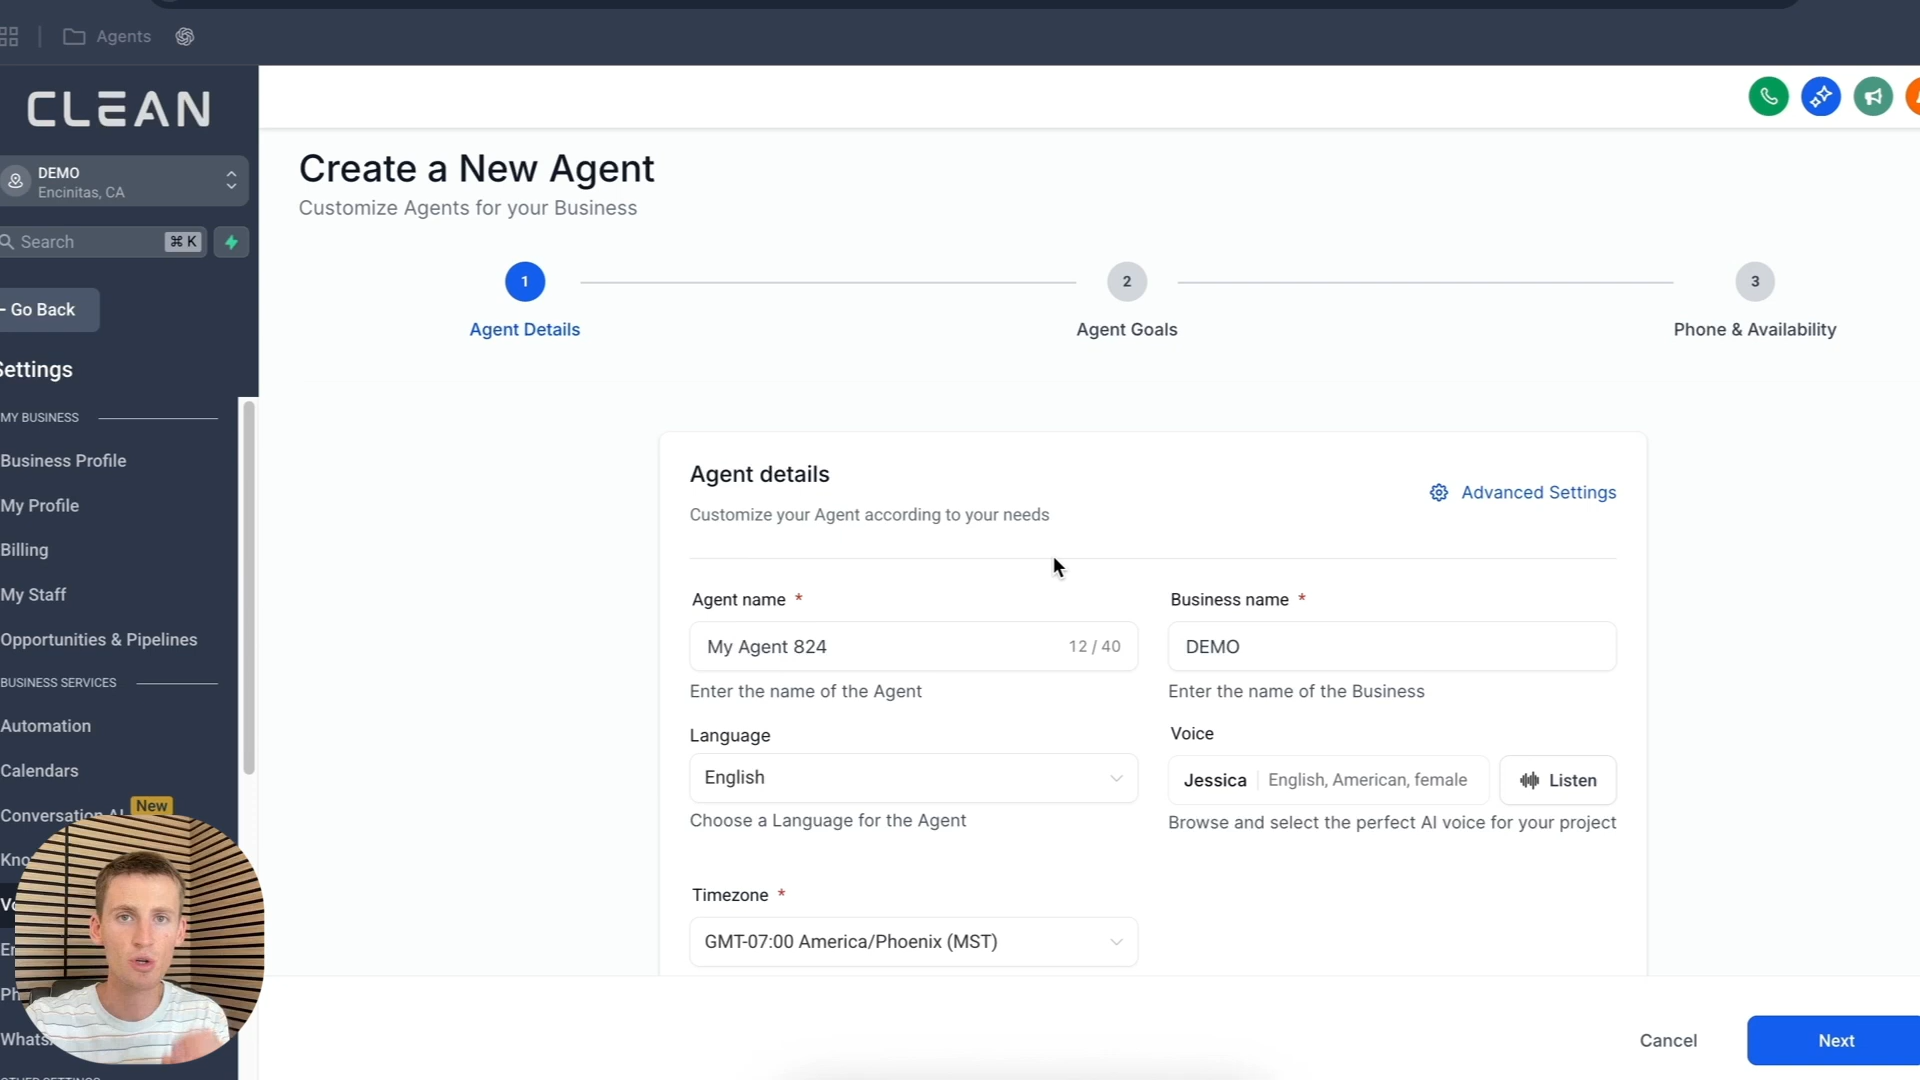 Agents
CLEAN
DEMO
Encinitas, CA
Search
⌘ K
Go Back
Settings
MY BUSINESS
Business Profile
My Profile
Billing
My Staff
Opportunities & Pipelines
BUSINESS SERVICES
Automation
Calendars
New
Conversation AI
Create a New Agent
Customize Agents for your Business
1
2
3
Agent Details
Agent Goals
Phone & Availability
Agent details
Advanced Settings
Customize your Agent according to your needs
Agent name *
Business name *
My Agent 824
12 / 40
DEMO
Enter the name of the Agent
Enter the name of the Business
Language
Voice
English
Jessica
English, American, female
Listen
Choose a Language for the Agent
Browse and select the perfect AI voice for your project
Timezone *
GMT-07:00 America/Phoenix (MST)
Cancel
Next